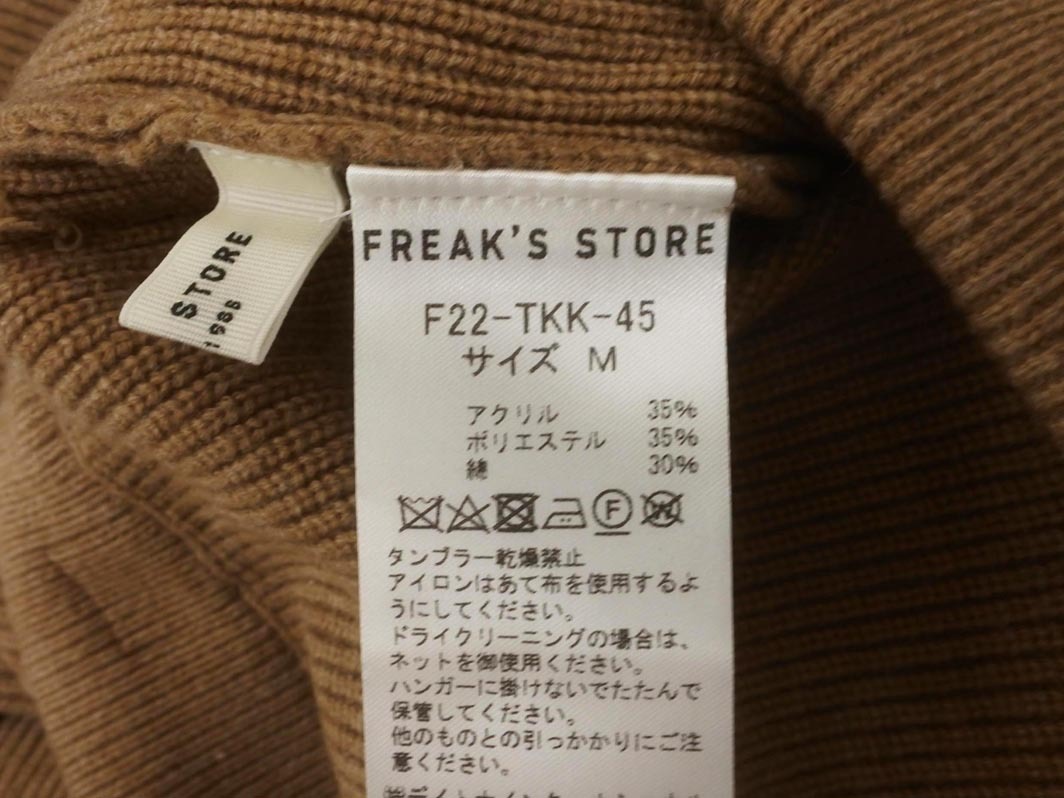 STORE
1986
FREAK'S STORE
F22-TKK-45
サイズ M
アクリル 35%
ポリエステル 35%
綿 30%
F W
タンブラー乾燥禁止
アイロンはあて布を使用するよ
うにしてください。
ドライクリーニングの場合は、
ネットを御使用ください。
ハンガーに掛けないでたたんで
保管してください。
他のものとの引っかかりにご注
意ください。